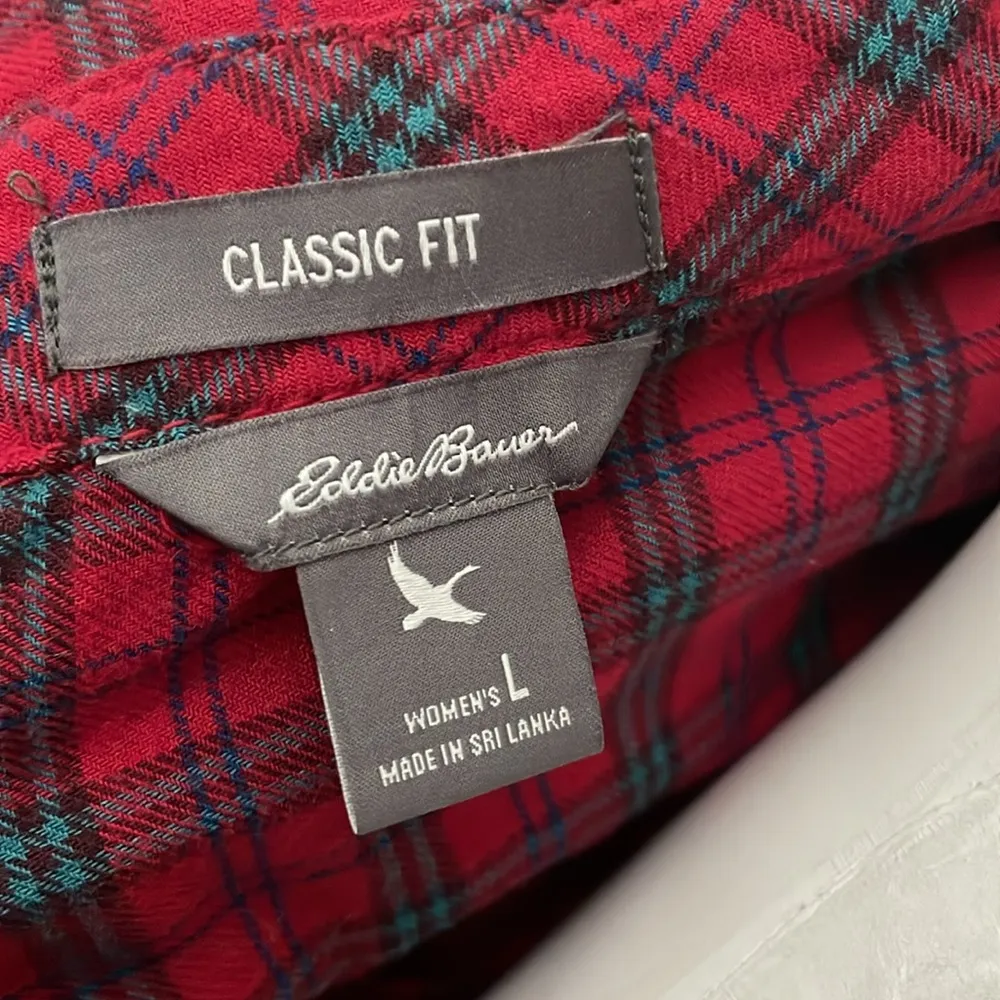 CLASSIC FIT
Eddie Bauer
WOMEN'S L
MADE IN SRI LANKA